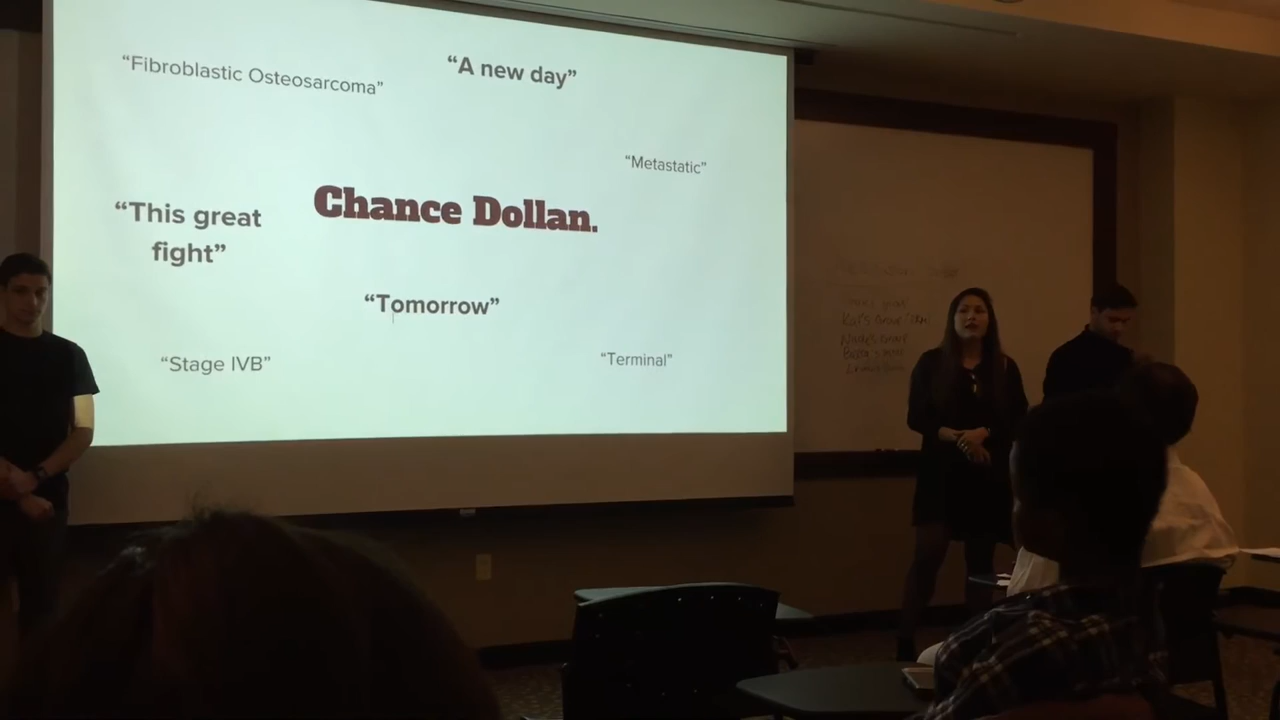 “Fibroblastic Osteosarcoma”
“A new day”
“Metastatic”
“This great
fight”
Chance Dollan.
“Tomorrow”
“Stage IVB”
“Terminal”